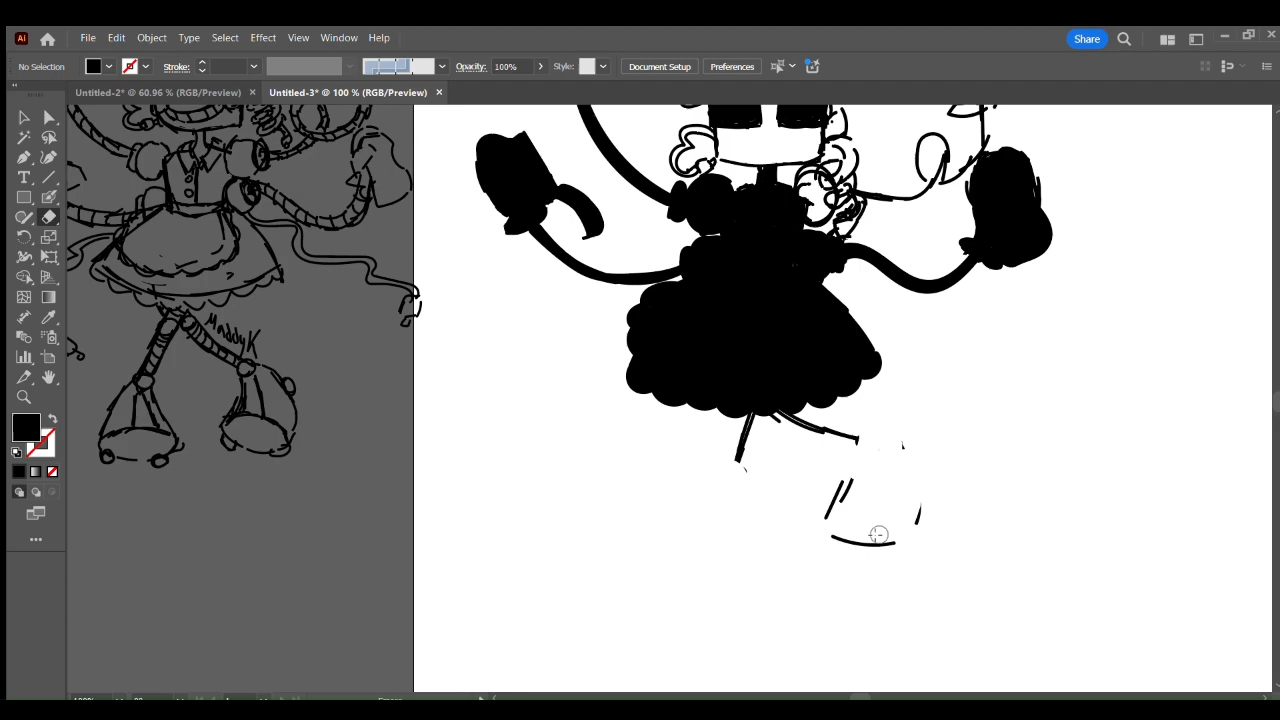 Ai File Edit Object Type Select Effect View Window Help Share
No Selection Stroke: Opacity: 100% Style: Document Setup Preferences
Untitled-2* @ 60.96 % (RGB/Preview) × Untitled-3* @ 100 % (RGB/Preview) ×
MaddyK